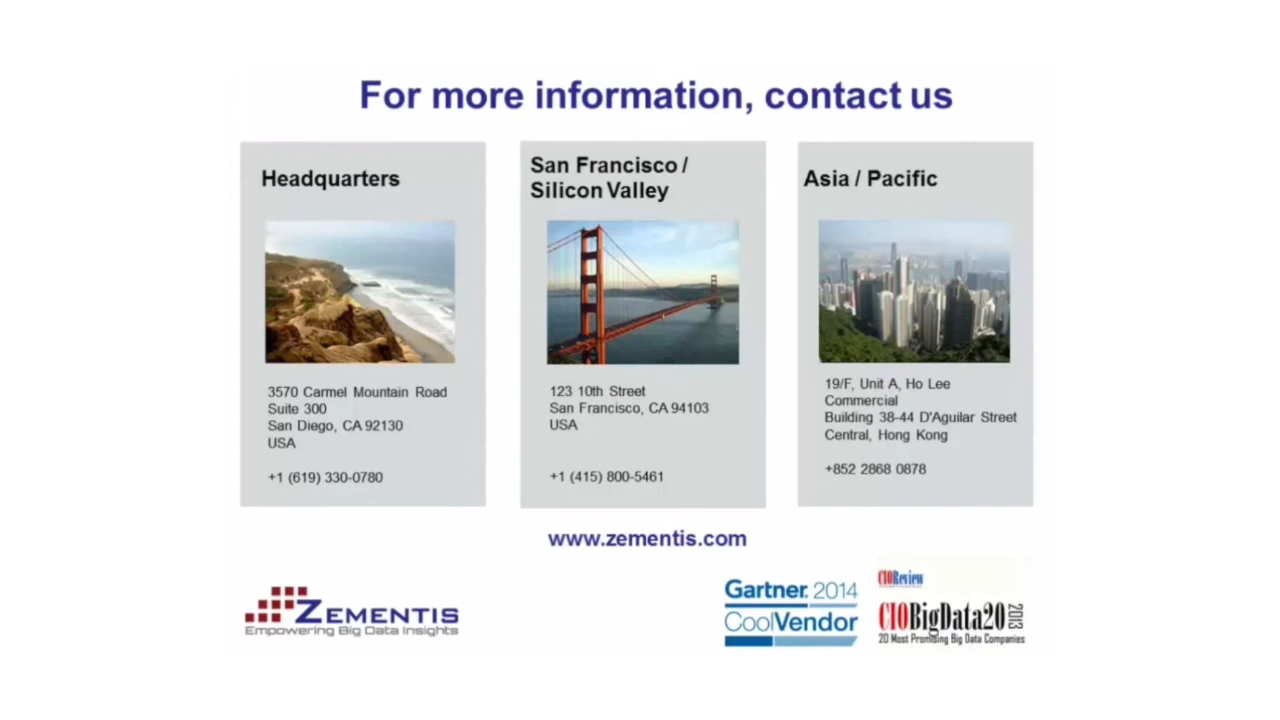 For more information, contact us
Headquarters
3570 Carmel Mountain Road
Suite 300
San Diego, CA 92130
USA
+1 (619) 330-0780
San Francisco /
Silicon Valley
123 10th Street
San Francisco, CA 94103
USA
+1 (415) 800-5461
Asia / Pacific
19/F, Unit A, Ho Lee
Commercial
Building 38-44 D'Aguilar Street
Central, Hong Kong
+852 2868 0878
www.zementis.com
ZEMENTIS
Empowering Big Data Insights
Gartner. 2014
CoolVendor
CIOReview
CIOBigData20 2013
20 Most Promising Big Data Companies